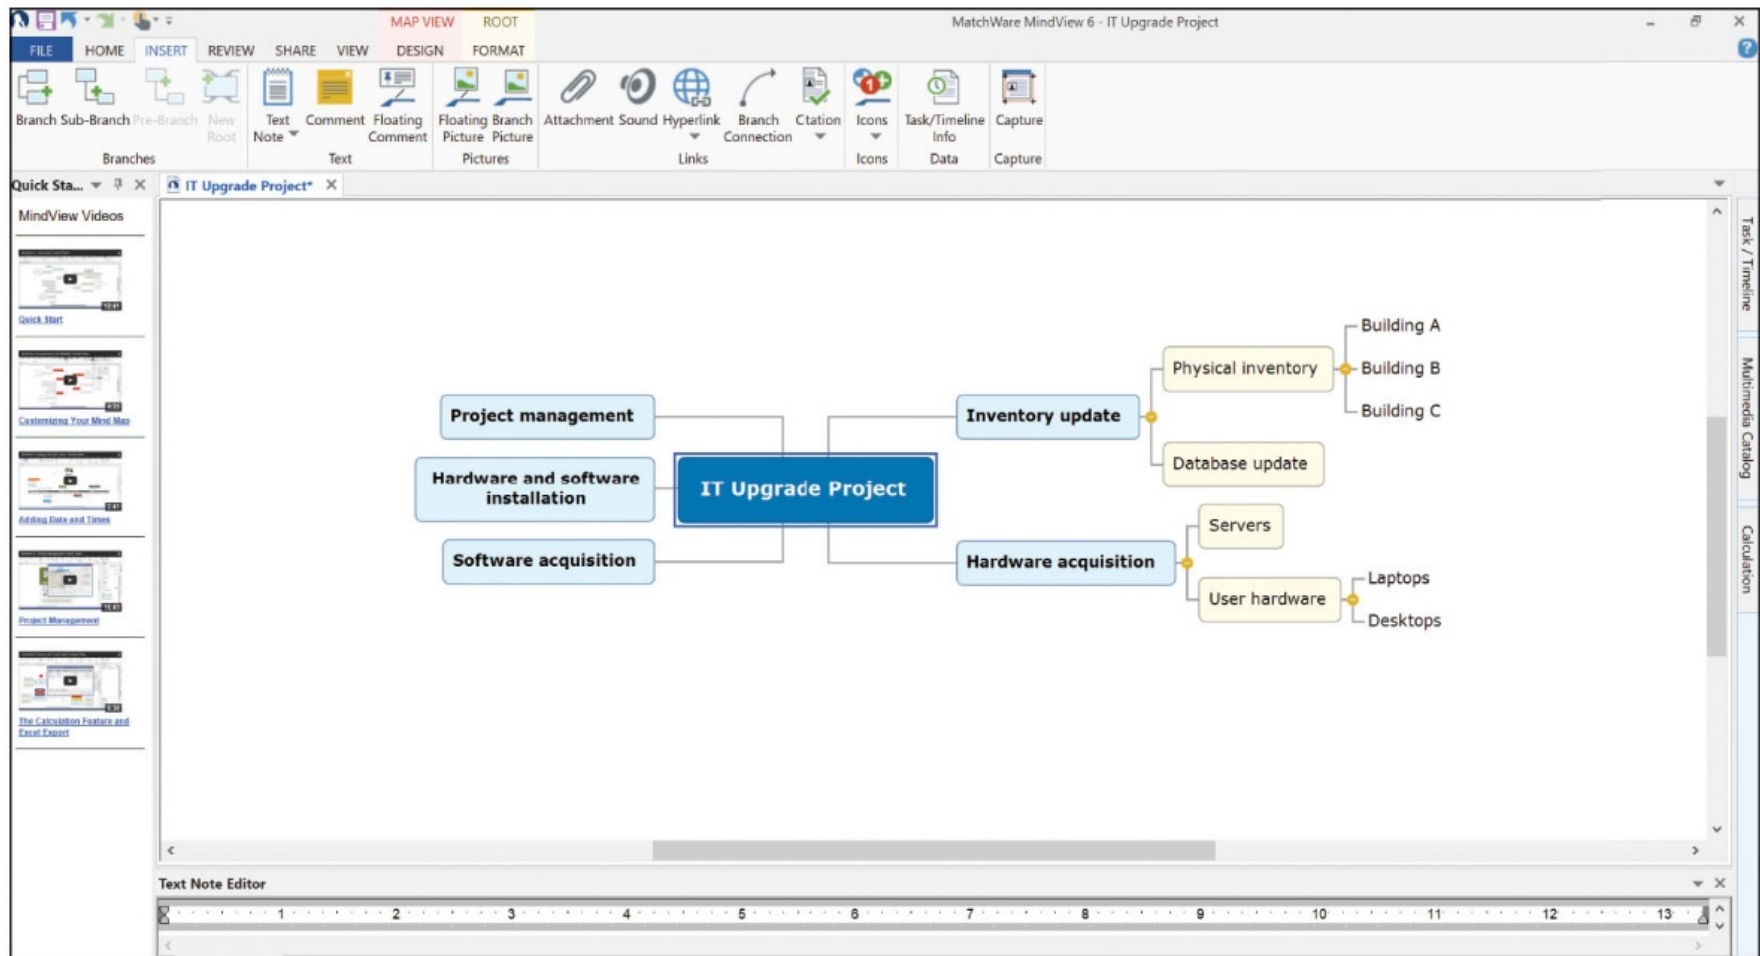 MAP VIEW ROOT MatchWare MindView 6 - IT Upgrade Project
FILE HOME INSERT REVIEW SHARE VIEW DESIGN FORMAT
Branch Sub-Branch Pre-Branch New Root Text Note Comment Floating Comment Floating Picture Branch Picture Attachment Sound Hyperlink Branch Connection Ctation Icons Task/Timeline Info Capture
Branches Text Pictures Links Icons Data Capture
Quick Sta...
IT Upgrade Project*
MindView Videos
Quick Start
Customizing Your Mind Map
Adding Date and Times
Project Management
The Calculation Feature and
Excel Export
Project management
Hardware and software
installation
Software acquisition
IT Upgrade Project
Inventory update
Physical inventory
Building A
Building B
Building C
Database update
Hardware acquisition
Servers
User hardware
Laptops
Desktops
Task / Timeline
Multimedia Catalog
Calculation
Text Note Editor
1 2 3 4 5 6 7 8 9 10 11 12 13